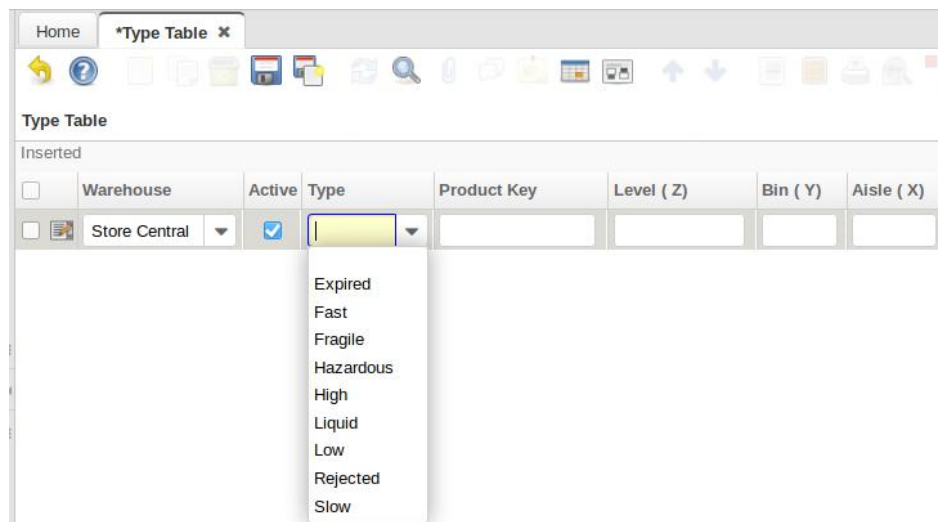 Home *Type Table
Type Table
Inserted
Warehouse Active Type Product Key Level ( Z) Bin ( Y) Aisle ( X)
Store Central
Expired
Fast
Fragile
Hazardous
High
Liquid
Low
Rejected
Slow